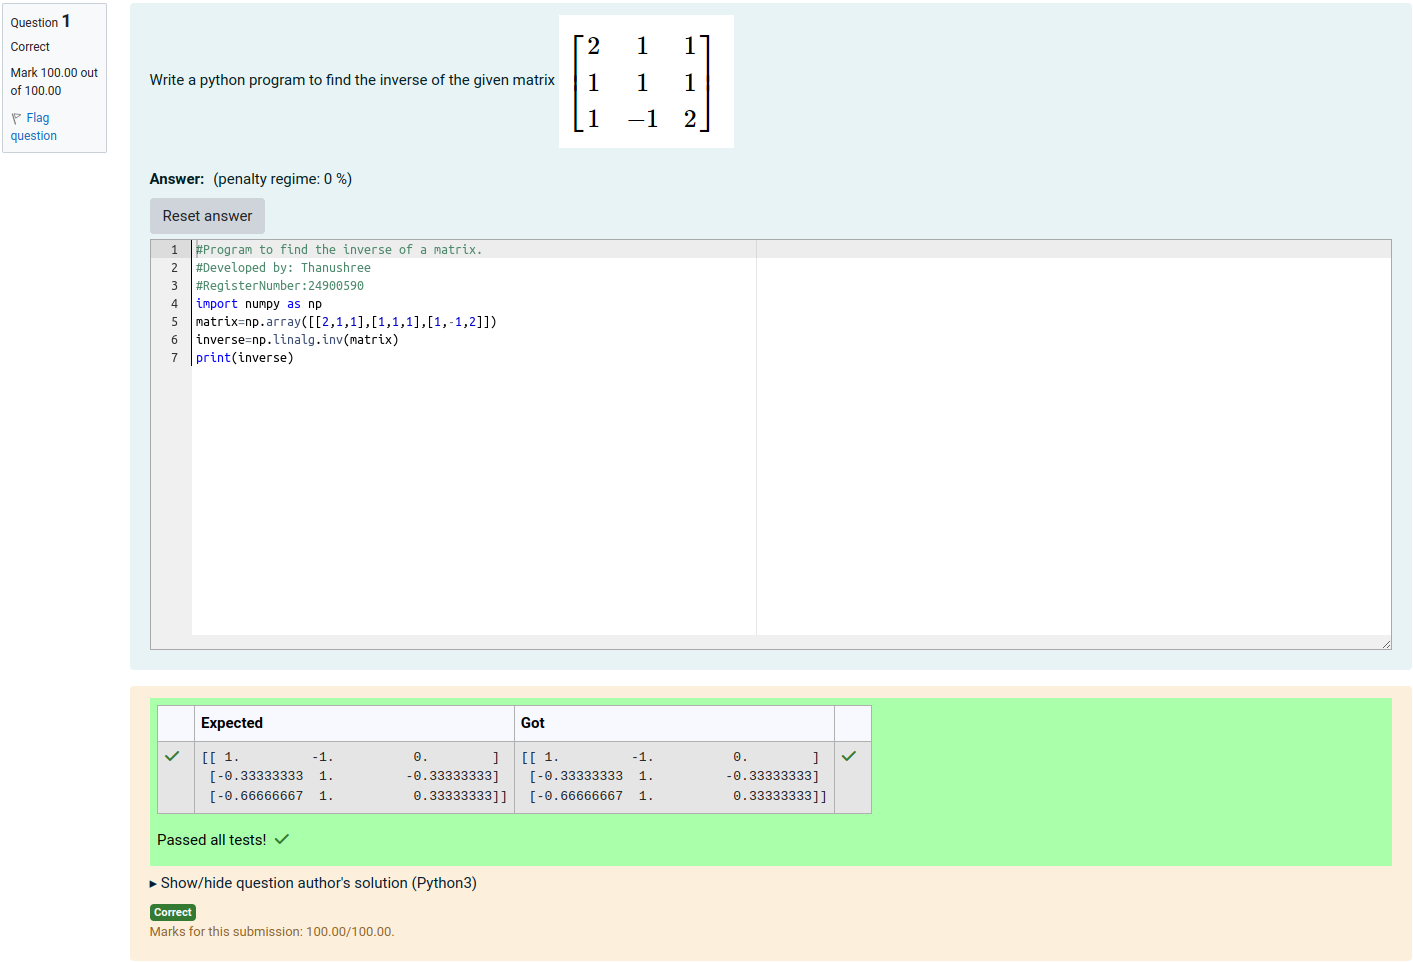 Question 1
Correct
Mark 100.00 out
of 100.00
Flag
question
Write a python program to find the inverse of the given matrix
2 1 1
1 1 1
1 −1 2
Answer: (penalty regime: 0 %)
Reset answer
1 #Program to find the inverse of a matrix.
2 #Developed by: Thanushree
3 #RegisterNumber:24900590
4 import numpy as np
5 matrix=np.array([[2,1,1],[1,1,1],[1,-1,2]])
6 inverse=np.linalg.inv(matrix)
7 print(inverse)
Expected Got
[[ 1. -1. 0. ] [[ 1. -1. 0. ]
[-0.33333333 1. -0.33333333] [-0.33333333 1. -0.33333333]
[-0.66666667 1. 0.33333333]] [-0.66666667 1. 0.33333333]]
Passed all tests!
Show/hide question author's solution (Python3)
Correct
Marks for this submission: 100.00/100.00.